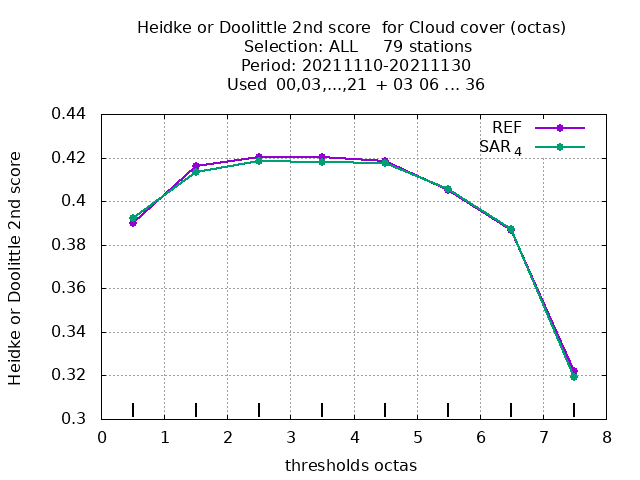 Heidke or Doolittle 2nd score  for Cloud cover (octas)
Selection: ALL     79 stations
Period: 20211110-20211130
Used  00,03,...,21  + 03 06 ... 36
0.44
0.42
0.4
0.38
0.36
0.34
0.32
0.3
Heidke or Doolittle 2nd score
REF
SAR 4
0 1 2 3 4 5 6 7 8
thresholds octas